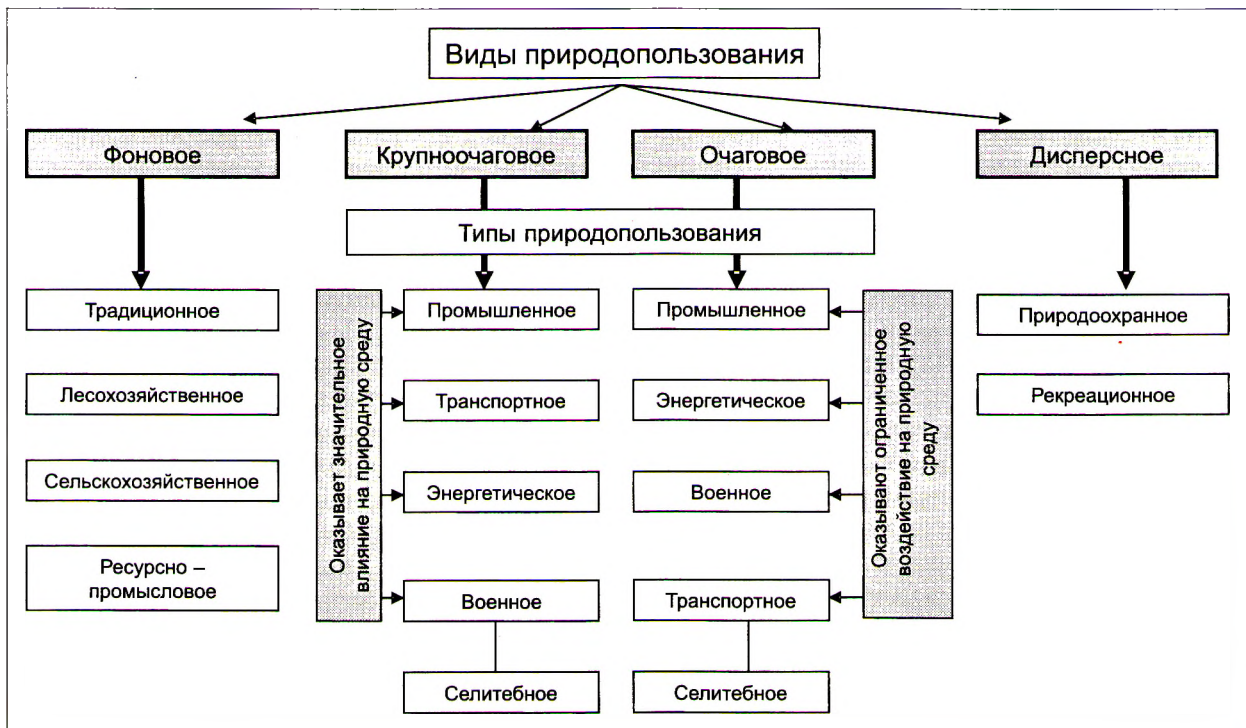 Виды природопользования
Фоновое
Крупноочаговое
Очаговое
Дисперсное
Типы природопользования
Традиционное
Лесохозяйственное
Сельскохозяйственное
Ресурсно –
промысловое
Оказывает значительное
влияние на природную среду
Промышленное
Транспортное
Энергетическое
Военное
Селитебное
Промышленное
Энергетическое
Военное
Транспортное
Селитебное
Оказывают ограниченное
воздействие на природную
среду
Природоохранное
Рекреационное